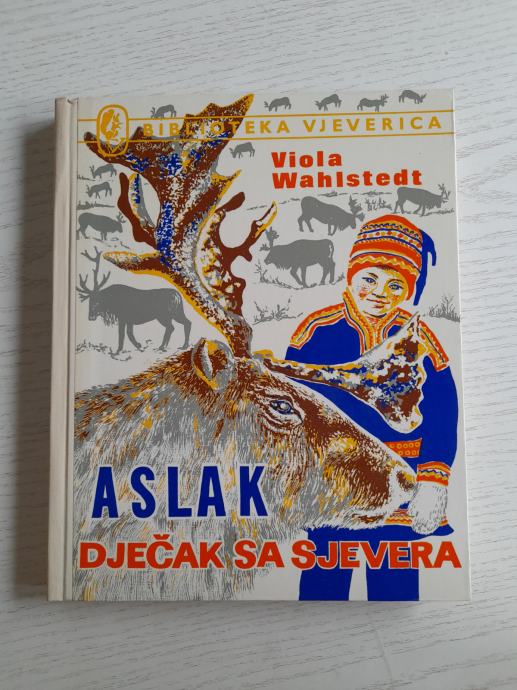 BIBLIOTEKA VJEVERICA
Viola
Wahlstedt
ASLAK
DJEČAK SA SJEVERA